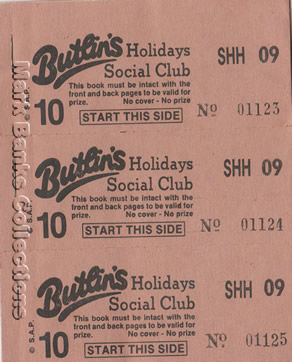 Butlin's Holidays SHH 09
Social Club
This book must be intact with the
front and back pages to be valid for
prize. No cover - No prize
10 START THIS SIDE No 01123
Butlin's Holidays SHH 09
Social Club
This book must be intact with the
front and back pages to be valid for
prize. No cover - No prize
10 START THIS SIDE No 01124
Butlin's Holidays SHH 09
Social Club
This book must be intact with the
front and back pages to be valid for
prize. No cover - No prize
10 START THIS SIDE No 01125
© S.A.P.
Mark Banks Collections